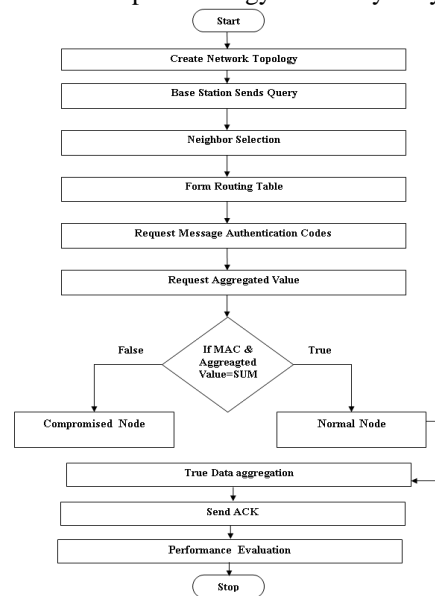 Start
Create Network Topology
Base Station Sends Query
Neighbor Selection
Form Routing Table
Request Message Authentication Codes
Request Aggregated Value
False
If MAC &
Aggreagted
Value=SUM
True
Compromised Node
Normal Node
True Data aggregation
Send ACK
Performance Evaluation
Stop